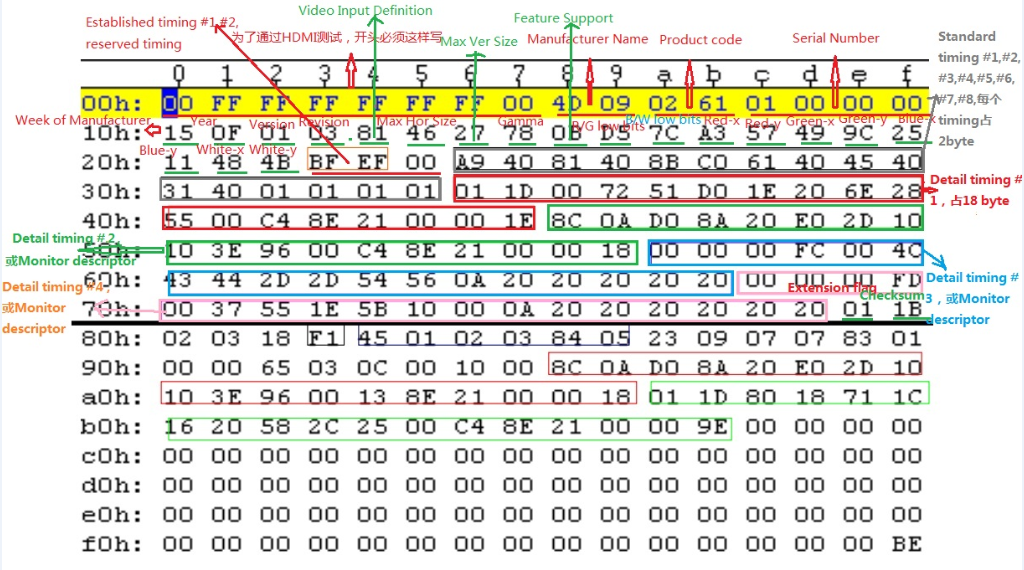 Video Input Definition
Established timing #1,#2,
reserved timing
Feature Support
为了通过HDMI测试，开头必须这样写
Max Ver Size
Manufacturer Name
Product code
Serial Number
Standard
timing #1,#2,
#3,#4,#5,#6,
#7,#8,每个
timing占
2byte
0 1 2 3 4 5 6 7 8 9 a b c d e f
00h: 00 FF FF FF FF FF FF 00 4D 09 02 61 01 00 00 00
Week of Manufacturer Year Version Revision Max Hor Size Gamma R/G low bits B/W low bits Red-x Red-y Green-x Green-y Blue-x
10h: 15 0F 01 03 81 46 27 78 0B D5 7C A3 57 49 9C 25
Blue-y White-x White-y
20h: 11 48 4B BF EF 00 A9 40 81 40 8B C0 61 40 45 40
30h: 31 40 01 01 01 01 01 1D 00 72 51 D0 1E 20 6E 28
Detail timing #
1，占18 byte
40h: 55 00 C4 8E 21 00 00 1E 8C 0A D0 8A 20 E0 2D 10
Detail timing #2,
或Monitor descriptor
50h: 10 3E 96 00 C4 8E 21 00 00 18 00 00 00 FC 00 4C
60h: 43 44 2D 2D 54 56 0A 20 20 20 20 20 00 00 00 FD
Detail timing #
3，或Monitor
descriptor
Detail timing #4，
或Monitor
descriptor
Extension flag
Checksum
70h: 00 37 55 1E 5B 10 00 0A 20 20 20 20 20 20 01 1B
80h: 02 03 18 F1 45 01 02 03 84 05 23 09 07 07 83 01
90h: 00 00 65 03 0C 00 10 00 8C 0A D0 8A 20 E0 2D 10
a0h: 10 3E 96 00 13 8E 21 00 00 18 01 1D 80 18 71 1C
b0h: 16 20 58 2C 25 00 C4 8E 21 00 00 9E 00 00 00 00
c0h: 00 00 00 00 00 00 00 00 00 00 00 00 00 00 00 00
d0h: 00 00 00 00 00 00 00 00 00 00 00 00 00 00 00 00
e0h: 00 00 00 00 00 00 00 00 00 00 00 00 00 00 00 00
f0h: 00 00 00 00 00 00 00 00 00 00 00 00 00 00 00 BE